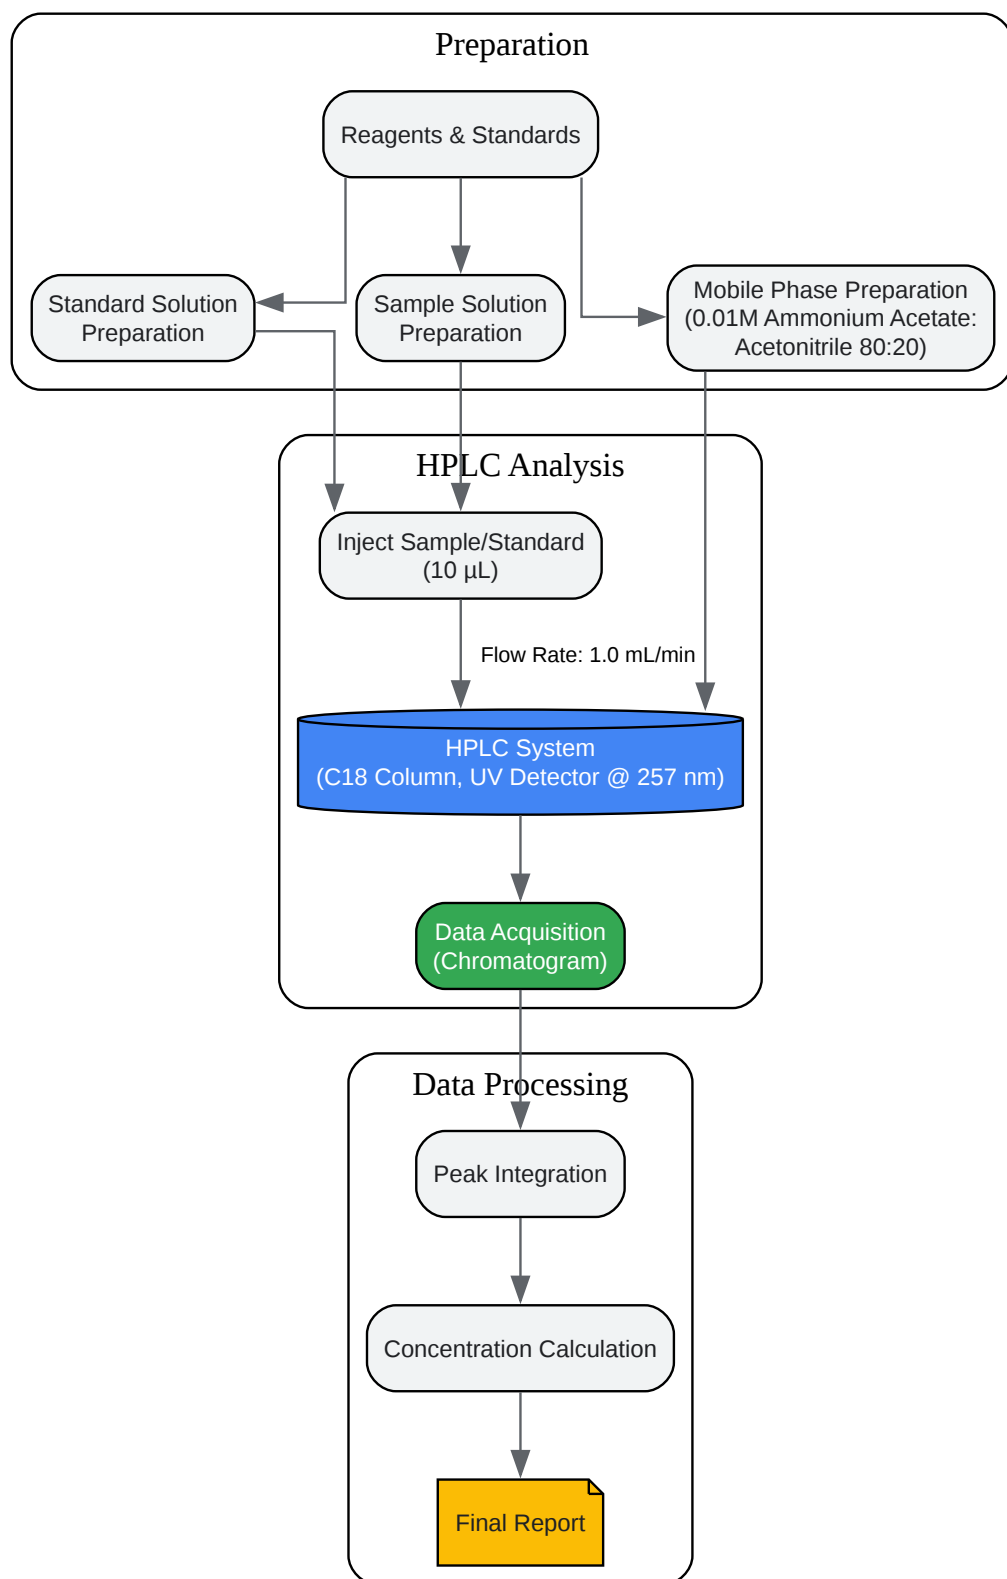 Preparation
Reagents & Standards
Standard Solution
Preparation
Sample Solution
Preparation
Mobile Phase Preparation
(0.01M Ammonium Acetate:
Acetonitrile 80:20)
HPLC Analysis
Inject Sample/Standard
(10 µL)
Flow Rate: 1.0 mL/min
HPLC System
(C18 Column, UV Detector @ 257 nm)
Data Acquisition
(Chromatogram)
Data Processing
Peak Integration
Concentration Calculation
Final Report